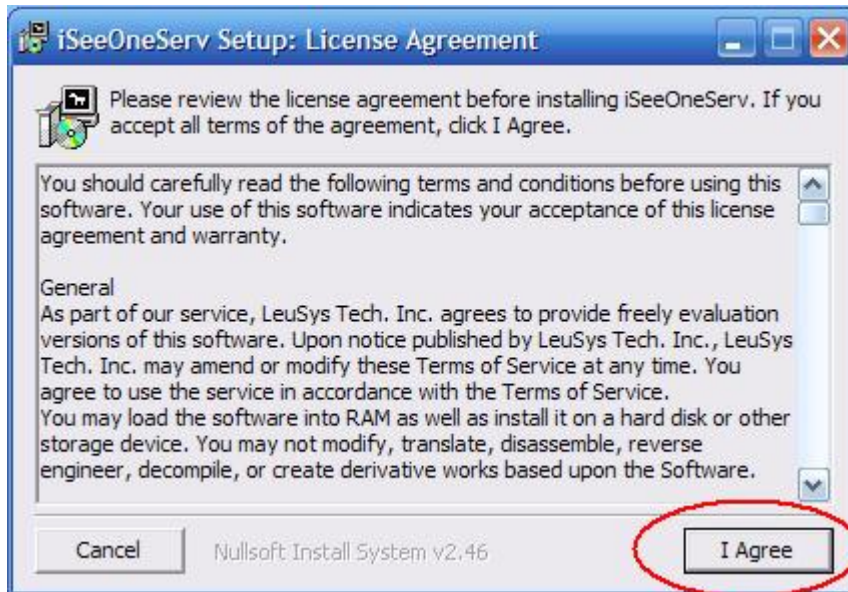 iSeeOneServ Setup: License Agreement
Please review the license agreement before installing iSeeOneServ. If you
accept all terms of the agreement, click I Agree.
You should carefully read the following terms and conditions before using this
software. Your use of this software indicates your acceptance of this license
agreement and warranty.
General
As part of our service, LeuSys Tech. Inc. agrees to provide freely evaluation
versions of this software. Upon notice published by LeuSys Tech. Inc., LeuSys
Tech. Inc. may amend or modify these Terms of Service at any time. You
agree to use the service in accordance with the Terms of Service.
You may load the software into RAM as well as install it on a hard disk or other
storage device. You may not modify, translate, disassemble, reverse
engineer, decompile, or create derivative works based upon the Software.
Cancel Nullsoft Install System v2.46 I Agree